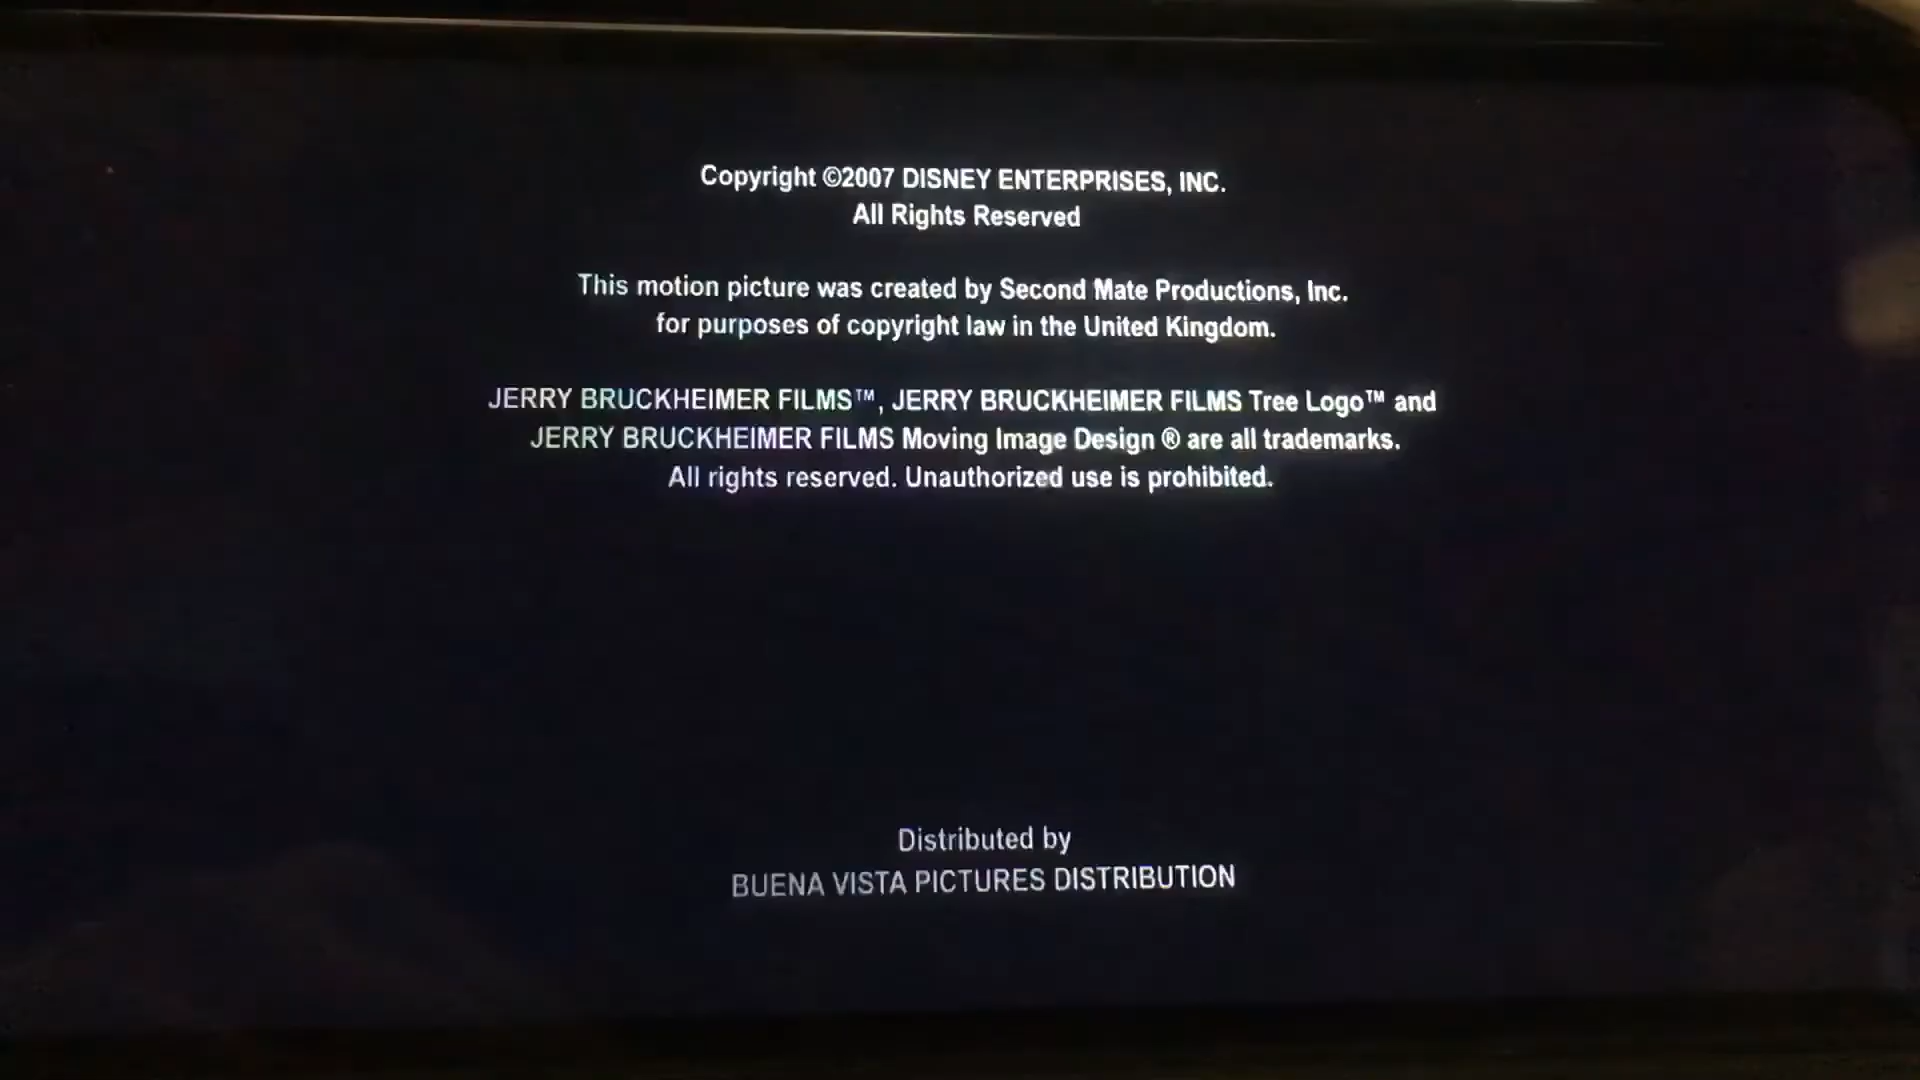 Copyright ©2007 DISNEY ENTERPRISES, INC.
All Rights Reserved
This motion picture was created by Second Mate Productions, Inc.
for purposes of copyright law in the United Kingdom.
JERRY BRUCKHEIMER FILMS™, JERRY BRUCKHEIMER FILMS Tree Logo™ and
JERRY BRUCKHEIMER FILMS Moving Image Design ® are all trademarks.
All rights reserved. Unauthorized use is prohibited.
Distributed by
BUENA VISTA PICTURES DISTRIBUTION